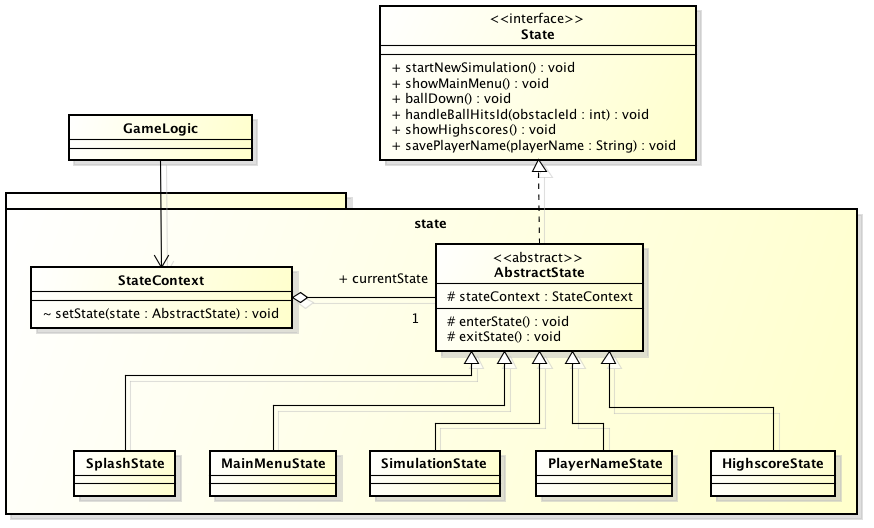 <<interface>>
State
+ startNewSimulation() : void
+ showMainMenu() : void
+ ballDown() : void
+ handleBallHitsId(obstacleId : int) : void
+ showHighscores() : void
+ savePlayerName(playerName : String) : void
GameLogic
state
StateContext
~ setState(state : AbstractState) : void
+ currentState
1
<<abstract>>
AbstractState
# stateContext : StateContext
# enterState() : void
# exitState() : void
SplashState
MainMenuState
SimulationState
PlayerNameState
HighscoreState